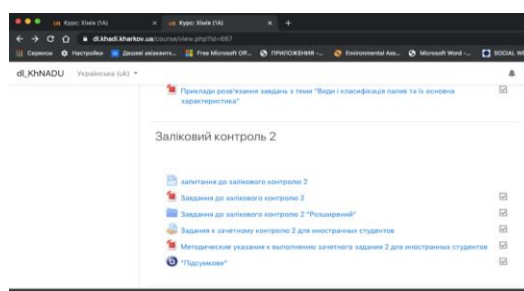 Курс: Хімія (1А)
Курс: Хімія (1А)
dl.khadi.kharkov.ua/course/view.php?id=667
Сервисы
Настройки
Дешеві авіаквитк...
Free Microsoft Off...
ПРИЛОЖЕНИЯ -...
Environmental Ass...
Microsoft Word -...
SOCIAL
dl_KhNADU
Українська (uk)
Приклади розв'язання завдань з теми "Види і класифікація палив та їх основна
характеристика"
Заліковий контроль 2
запитання до залікового контролю 2
Завдання до залікового контролю 2
Завдання до залікового контролю 2 "Розширений"
Задания к зачетному контролю 2 для иностранных студентов
Методические указания к выполнению зачетного задания 2 для иностранных студентов
"Підсумкове"